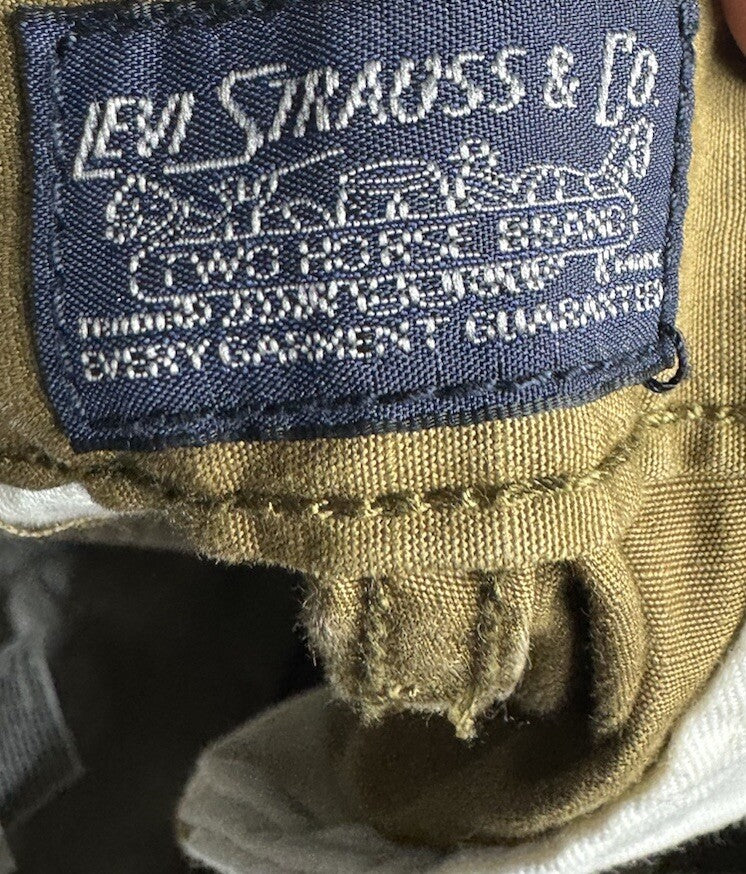 LEVI STRAUSS & CO.
TWO HORSE BRAND
EVERY GARMENT GUARANTEED